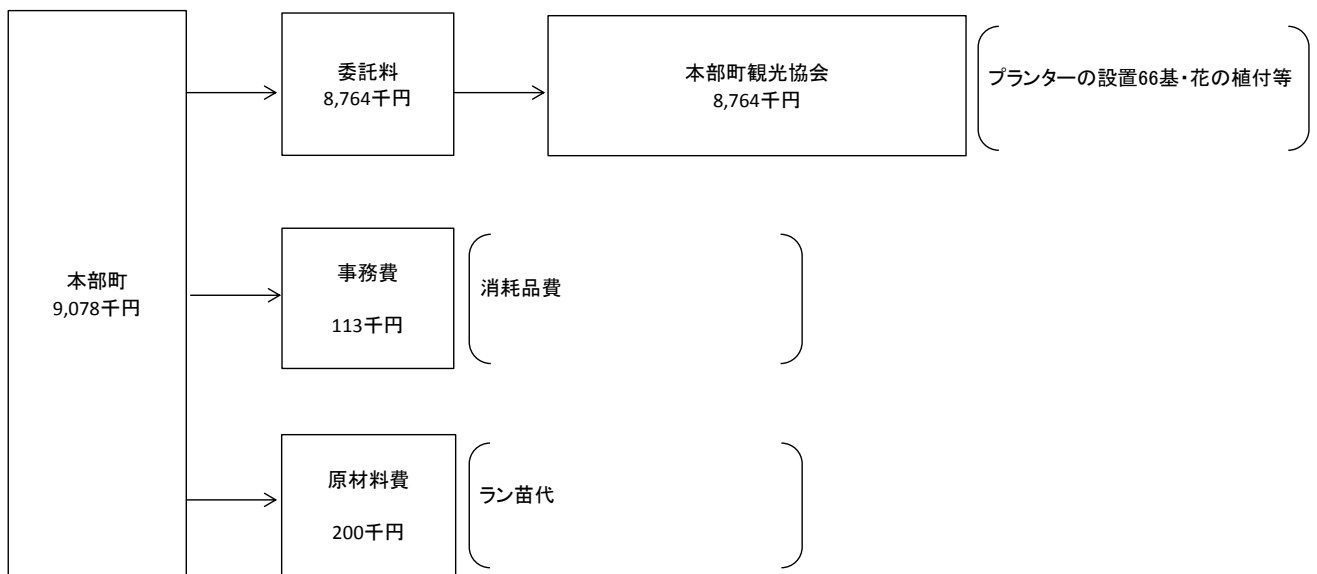 本部町
9,078千円
委託料
8,764千円
本部町観光協会
8,764千円
プランターの設置66基・花の植付等
事務費
113千円
消耗品費
原材料費
200千円
ラン苗代